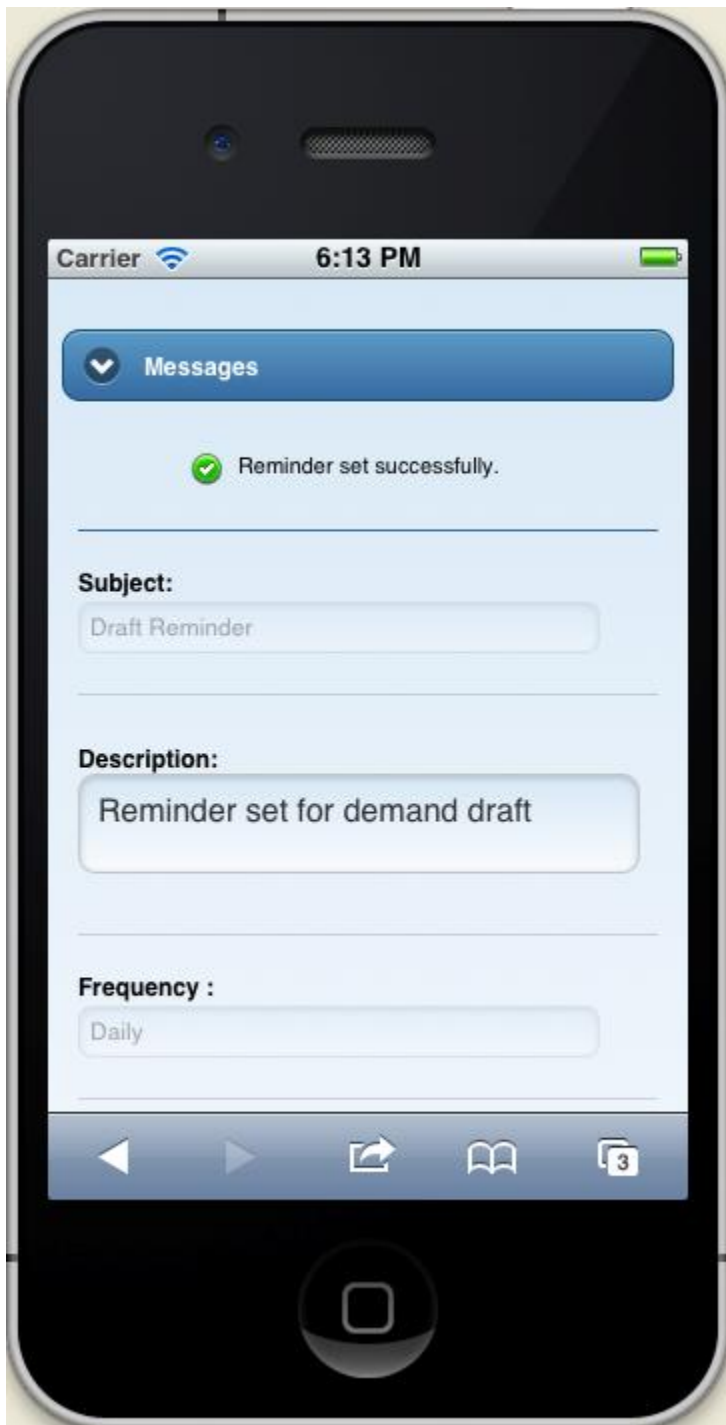 Carrier 6:13 PM
Messages
Reminder set successfully.
Subject:
Draft Reminder
Description:
Reminder set for demand draft
Frequency :
Daily
3